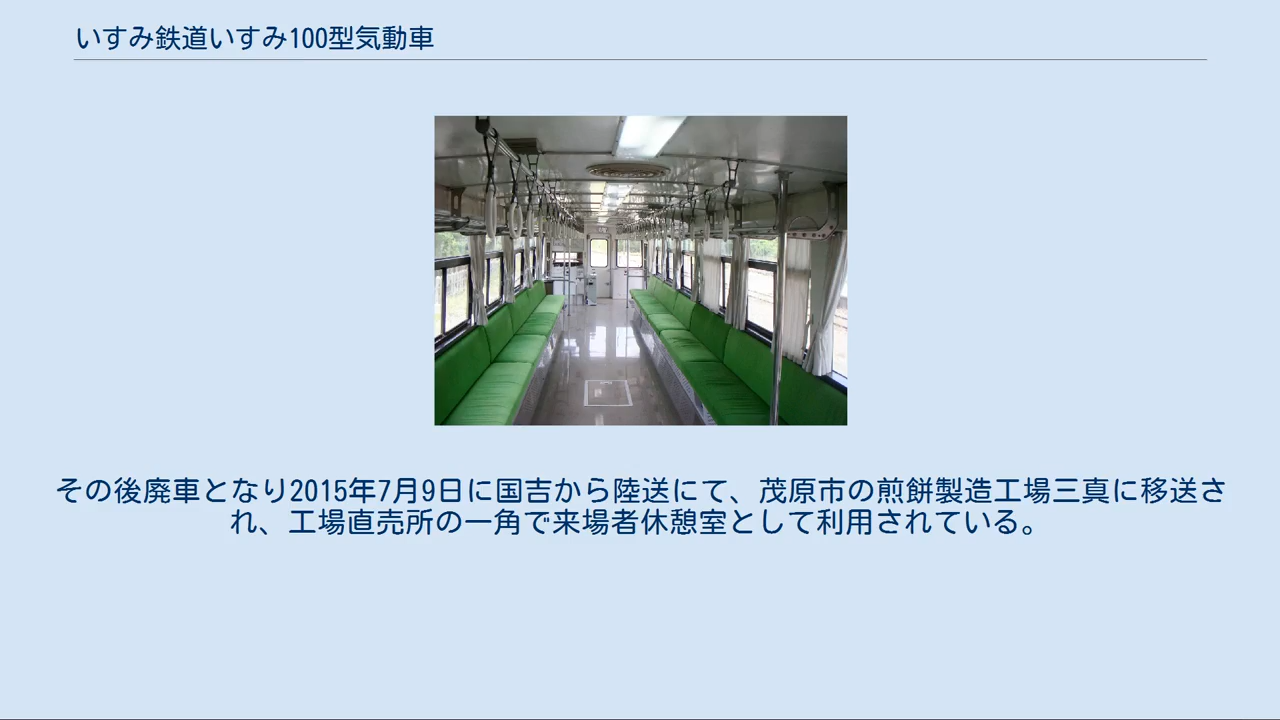 いすみ鉄道いすみ100型気動車
その後廃車となり2015年7月9日に国吉から陸送にて、茂原市の煎餅製造工場三真に移送さ
れ、工場直売所の一角で来場者休憩室として利用されている。